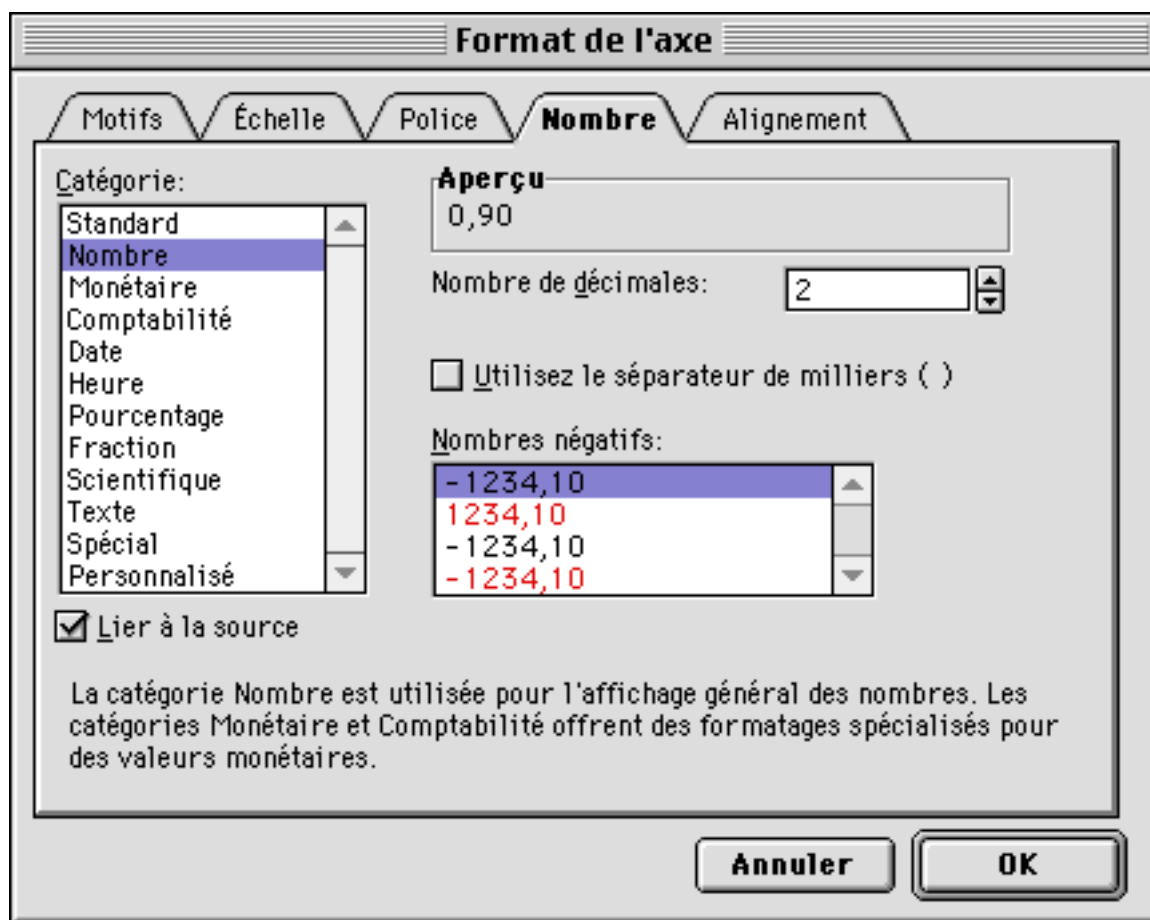 Format de l'axe
Motifs Échelle Police Nombre Alignement
Catégorie:
Standard
Nombre
Monétaire
Comptabilité
Date
Heure
Pourcentage
Fraction
Scientifique
Texte
Spécial
Personnalisé
Lier à la source
Aperçu
0,90
Nombre de décimales: 2
Utilisez le séparateur de milliers ( )
Nombres négatifs:
-1234,10
1234,10
-1234,10
-1234,10
La catégorie Nombre est utilisée pour l'affichage général des nombres. Les
catégories Monétaire et Comptabilité offrent des formatages spécialisés pour
des valeurs monétaires.
Annuler OK